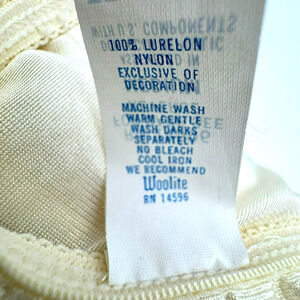 100% LURELON
NYLON
EXCLUSIVE OF
DECORATION
MACHINE WASH
WARM GENTLE
WASH DARKS
SEPARATELY
NO BLEACH
COOL IRON
WE RECOMMEND
Woolite
RN 14596